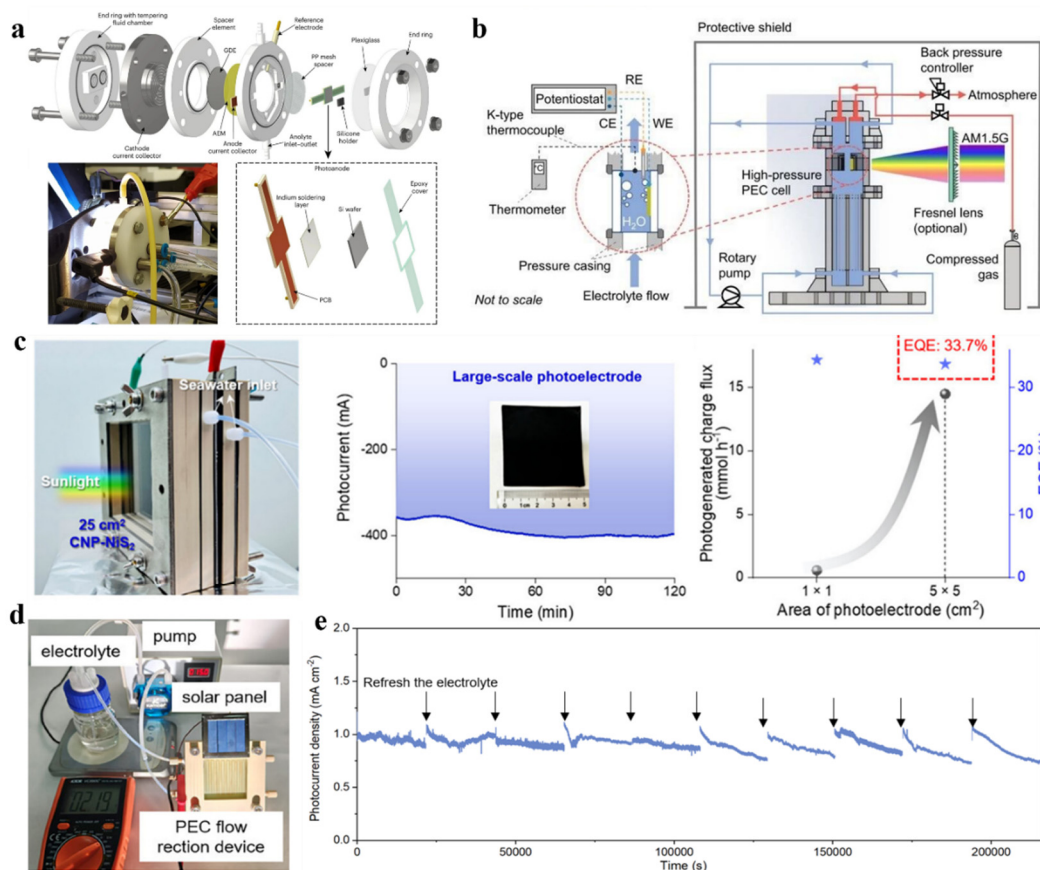 a
End ring with tempering
fluid chamber
Spacer
element
GDE
Reference
electrode
PP mesh
spacer
Plexiglass
End ring
Cathode
current collector
AEM
Anode
current collector
Anolyte
inlet-outlet
Silicone
holder
Photoanode
Indium soldering
layer
Si wafer
Epoxy
cover
PCB
b
Protective shield
Back pressure
controller
Atmosphere
RE
Potentiostat
CE
WE
K-type
thermocouple
°C
Thermometer
H₂O
Pressure casing
Not to scale
Electrolyte flow
High-pressure
PEC cell
AM1.5G
Fresnel lens
(optional)
Rotary
pump
Compressed
gas
c
Seawater inlet
Sunlight
25 cm²
CNP-NiS₂
Large-scale photoelectrode
Photocurrent (mA)
0
-200
-400
0 1cm 2 3 4 5
0 30 60 90 120
Time (min)
EQE: 33.7%
Photogenerated charge flux
(mmol h⁻¹)
15
10
5
0
30
20
10
0
1 × 1 5 × 5
Area of photoelectrode (cm²)
d
electrolyte
pump
solar panel
PEC flow
rection device
e
Refresh the electrolyte
Photocurrent density (mA cm⁻²)
2.0
1.5
1.0
0.5
0.0
0 50000 100000 150000 200000
Time (s)